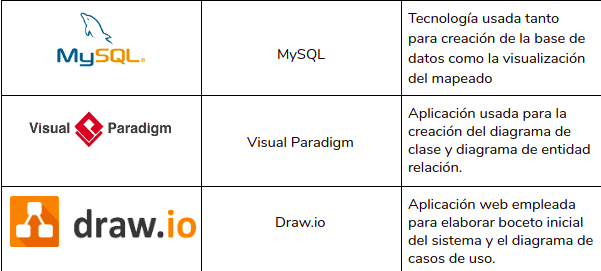 MySQL®
MySQL
Tecnología usada tanto
para creación de la base de
datos como la visualización
del mapeado
Visual Paradigm
Visual Paradigm
Aplicación usada para la
creación del diagrama de
clase y diagrama de entidad
relación.
draw.io
Draw.io
Aplicación web empleada
para elaborar boceto inicial
del sistema y el diagrama de
casos de uso.